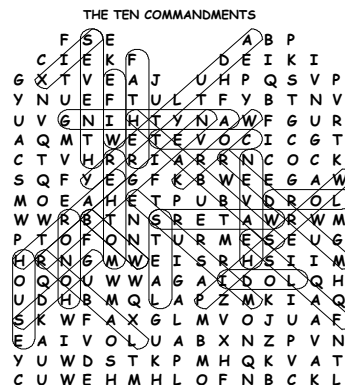 THE TEN COMMANDMENTS
F S E A B P
C I E K F D E I K I
G X T V E A J U H P Q S V P
Y N U E F T U L T F Y B T N V
U V G N I H T Y N A W F G U R
A Q M T W E T E V O C I C G T
C T V H R R I A R R N C O C K
S Q F Y E G F K B W E E G A W
M O E A H E T P U B V D R O L
W W R B T N S R E T A W R W M
P T O F O N T U R M E S E U G
H R N G M W E I S R H S I I M
O Q O U W W A G A I D O L Q H
U D H B M Q L A P Z M K I A Q
S K W F A X G L M V O J U A F
E A I V O L U A B X N Z P V N
Y U W D S T K P M H Q K V A T
C U W E H M H L O F N B C K L